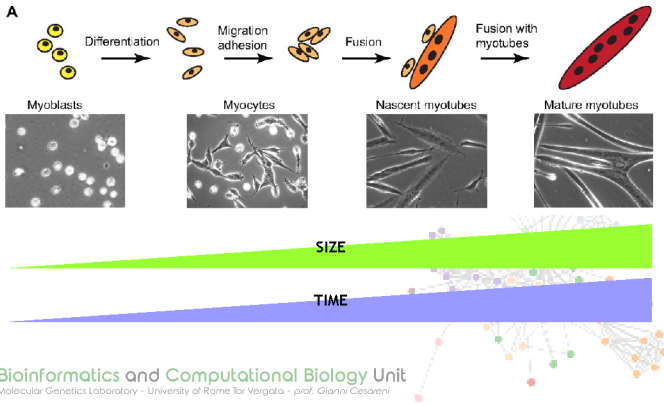 A
Differentiation
Migration
adhesion
Fusion
Fusion with
myotubes
Myoblasts
Myocytes
Nascent myotubes
Mature myotubes
SIZE
TIME
Bioinformatics and Computational Biology Unit
Molecular Genetics Laboratory - University of Rome Tor Vergata - prof. Gianni Cesareni